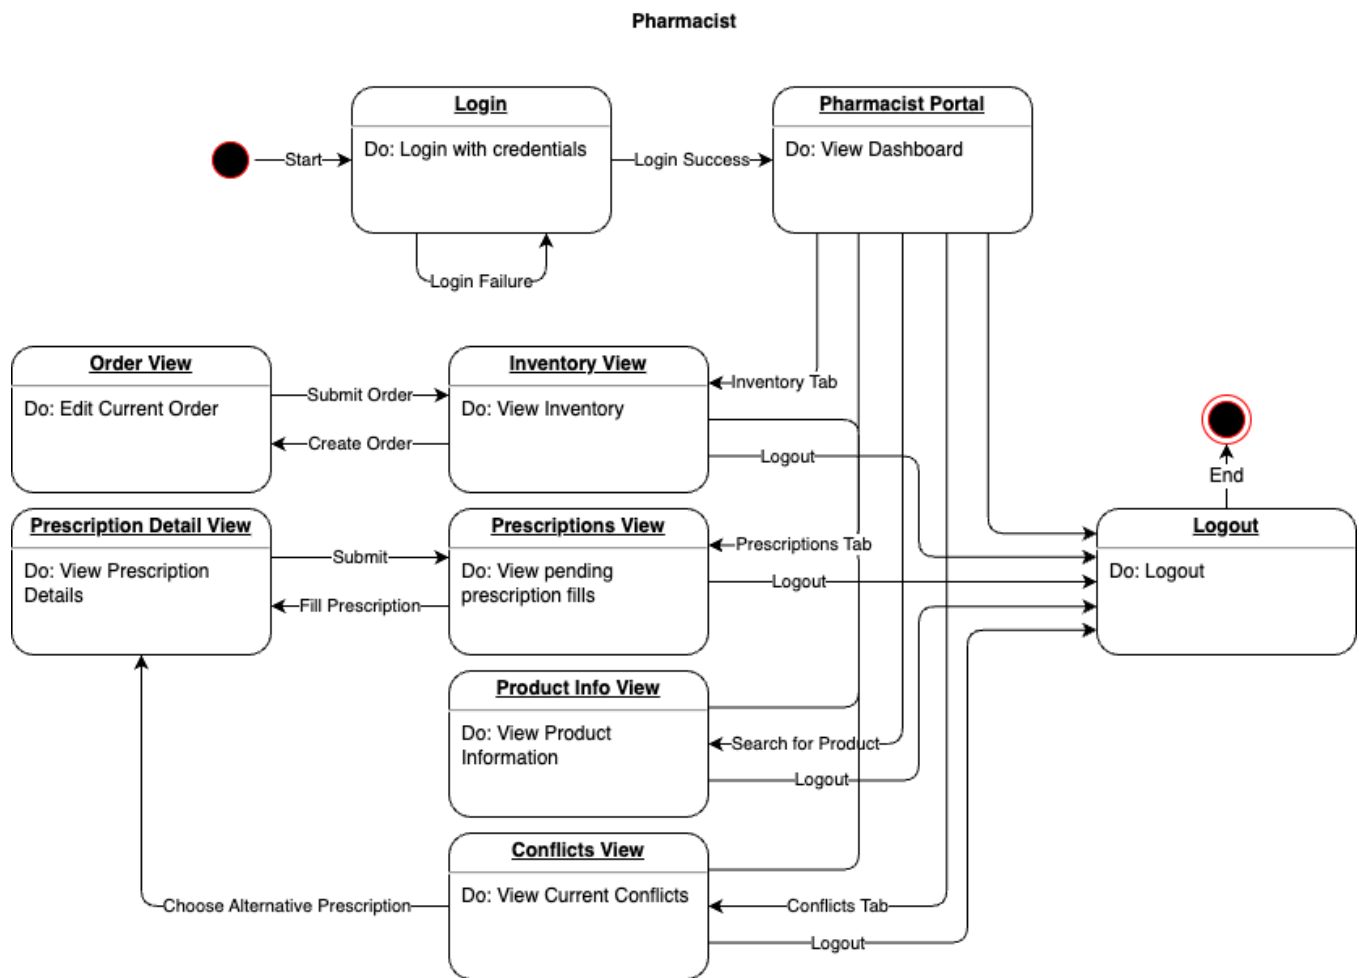 Pharmacist
Login
Do: Login with credentials
Pharmacist Portal
Do: View Dashboard
Start
Login Success
Login Failure
Order View
Do: Edit Current Order
Submit Order
Create Order
Inventory View
Do: View Inventory
Inventory Tab
Logout
End
Prescription Detail View
Do: View Prescription
Details
Submit
Fill Prescription
Prescriptions View
Do: View pending
prescription fills
Prescriptions Tab
Logout
Logout
Do: Logout
Product Info View
Do: View Product
Information
Search for Product
Logout
Conflicts View
Do: View Current Conflicts
Choose Alternative Prescription
Conflicts Tab
Logout